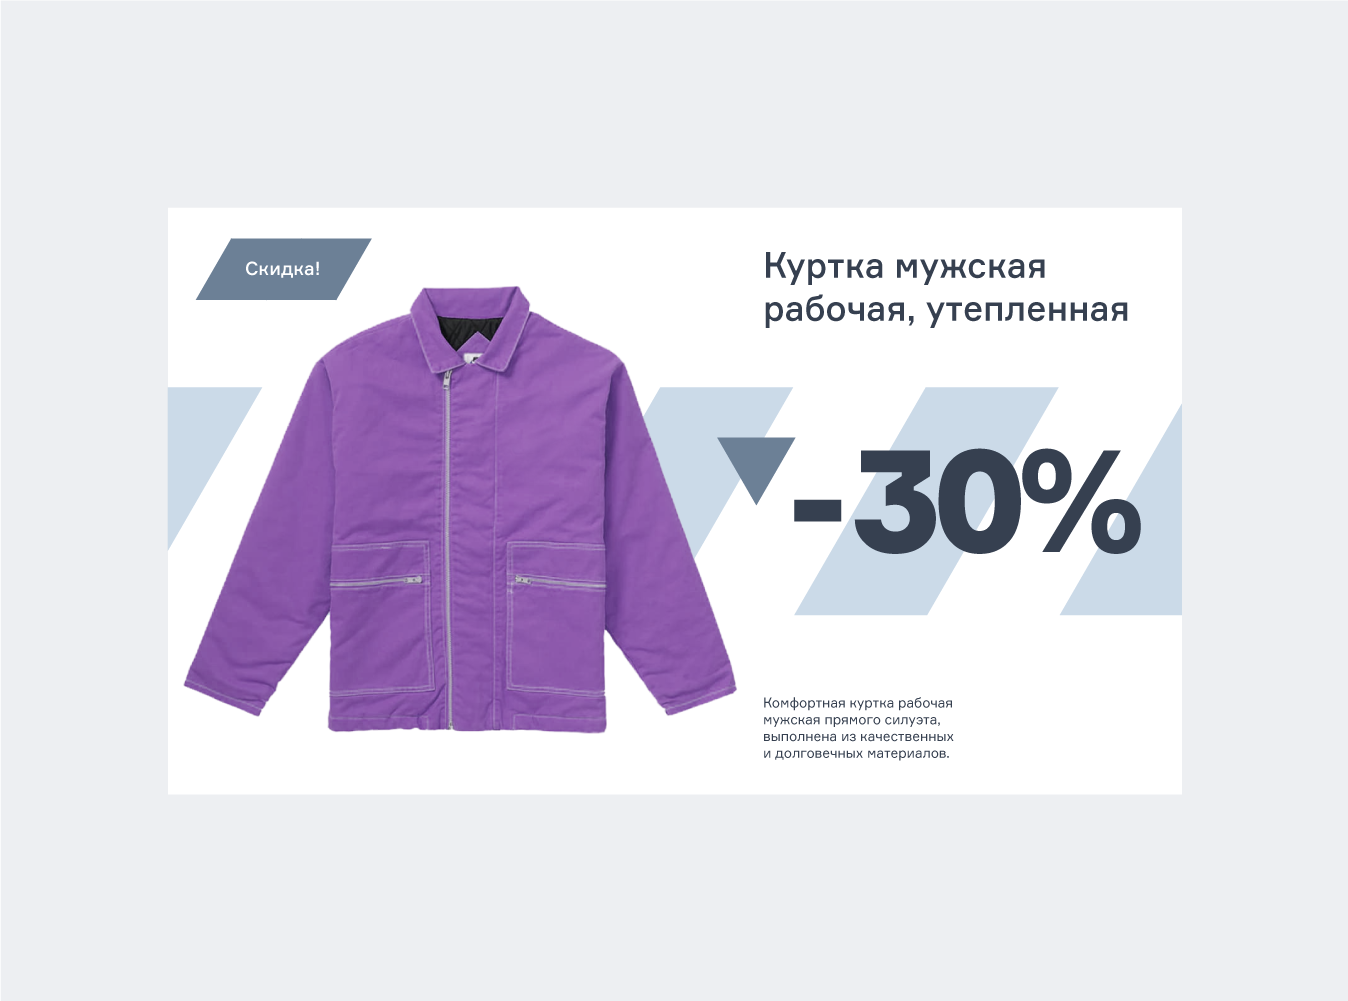 Скидка!
Куртка мужская
рабочая, утепленная
-30%
Комфортная куртка рабочая
мужская прямого силуэта,
выполнена из качественных
и долговечных материалов.